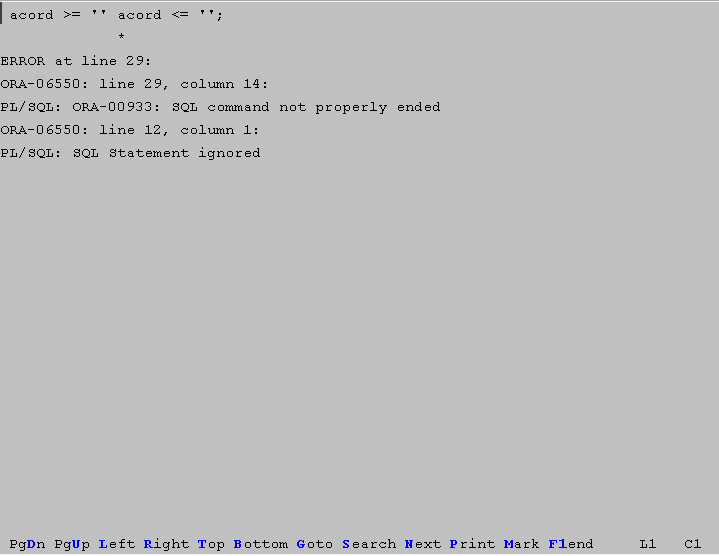 acord >= '' acord <= '';
*
ERROR at line 29:
ORA-06550: line 29, column 14:
PL/SQL: ORA-00933: SQL command not properly ended
ORA-06550: line 12, column 1:
PL/SQL: SQL Statement ignored
PgDn PgUp Left Right Top Bottom Goto Search Next Print Mark F1end L1 C1